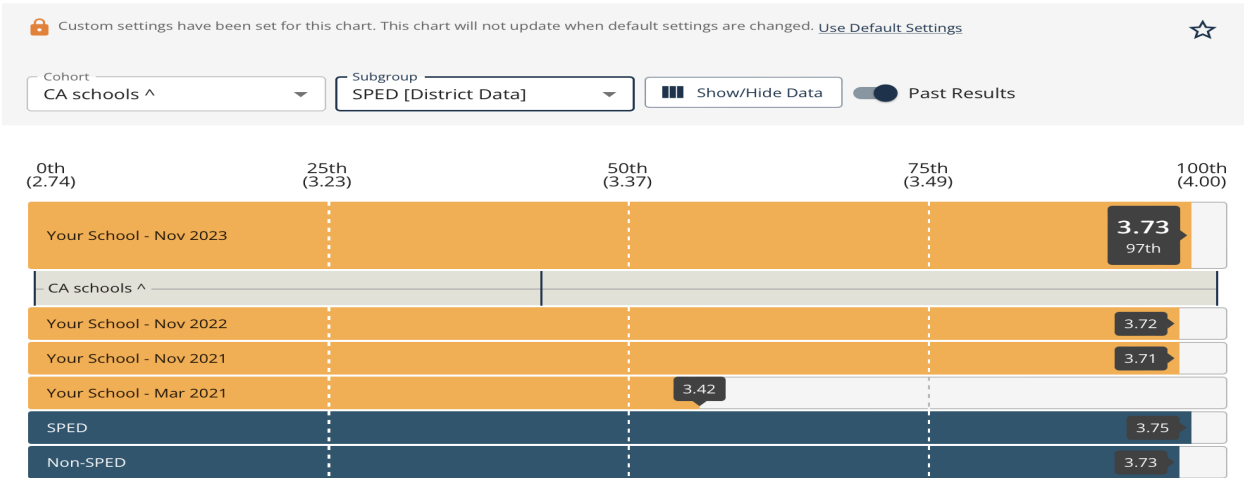 Custom settings have been set for this chart. This chart will not update when default settings are changed. Use Default Settings
Cohort
CA schools ^
Subgroup
SPED [District Data]
Show/Hide Data
Past Results
0th 25th 50th 75th 100th
(2.74) (3.23) (3.37) (3.49) (4.00)
Your School - Nov 2023
3.73
97th
CA schools ^
Your School - Nov 2022 3.72
Your School - Nov 2021 3.71
Your School - Mar 2021 3.42
SPED 3.75
Non-SPED 3.73